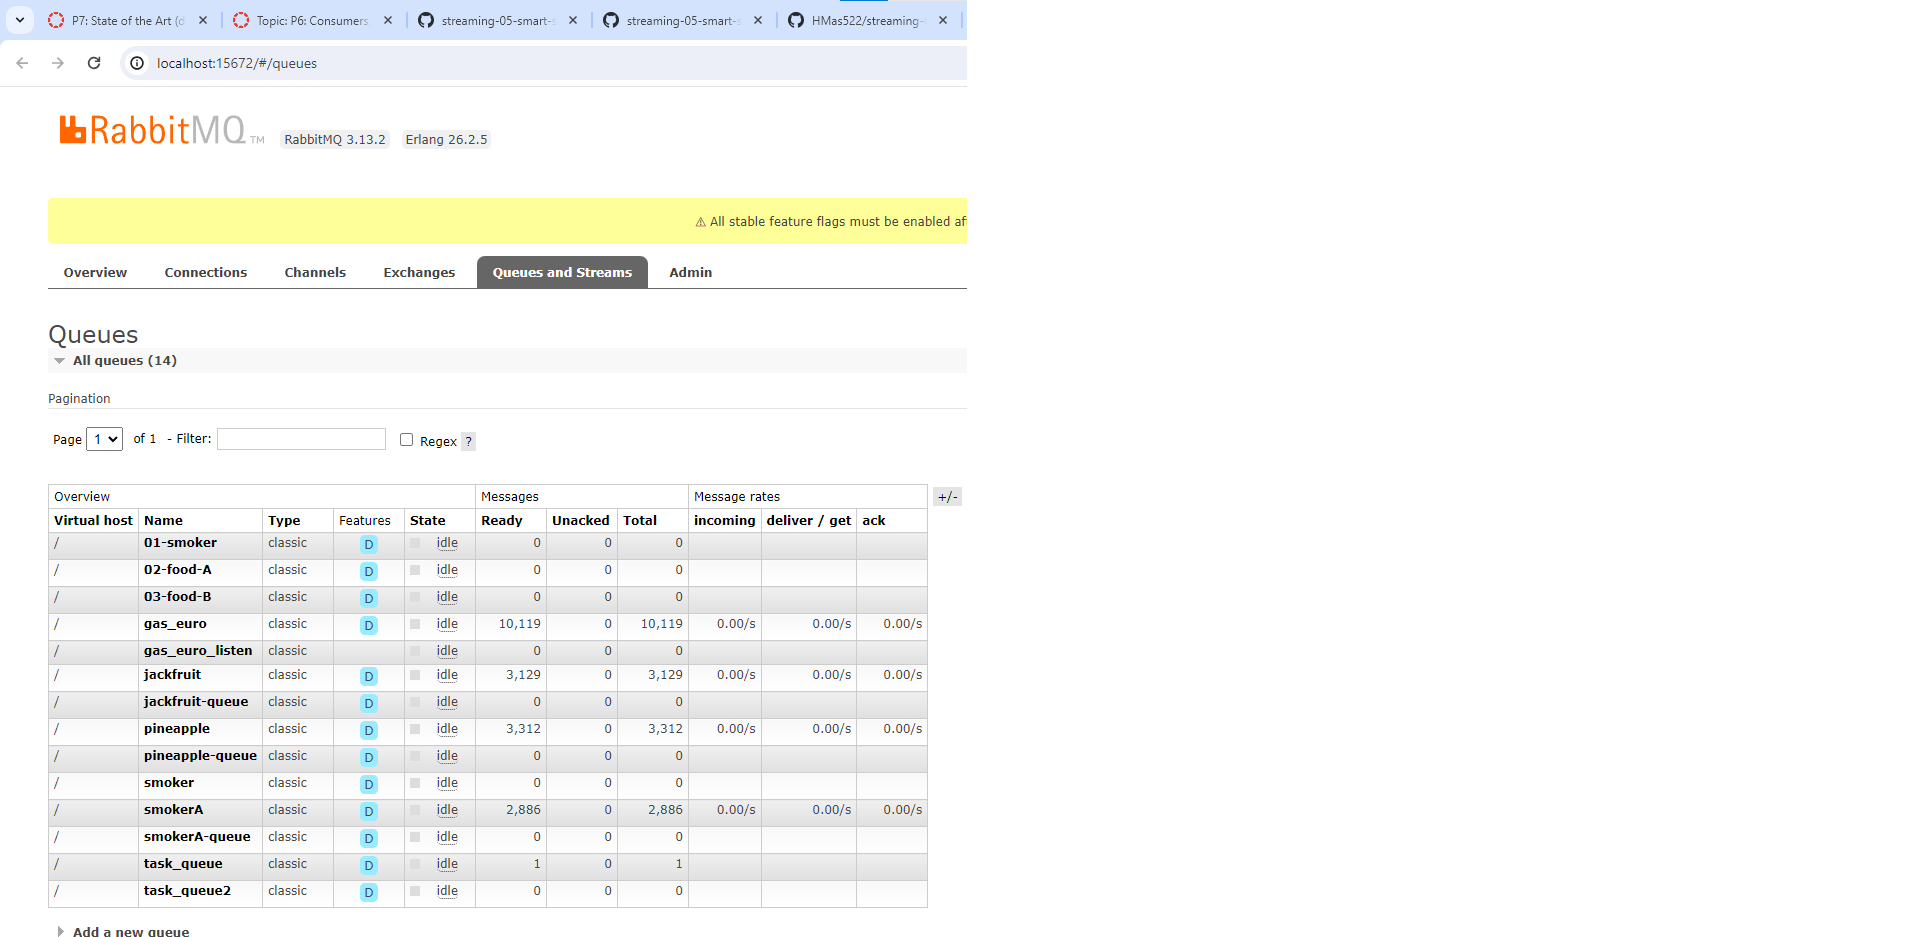 P7: State of the Art (d
Topic: P6: Consumers,
streaming-05-smart-s
streaming-05-smart-s
HMas522/streaming-
localhost:15672/#/queues
RabbitMQ TM RabbitMQ 3.13.2 Erlang 26.2.5
⚠ All stable feature flags must be enabled af
Overview Connections Channels Exchanges Queues and Streams Admin
Queues
All queues (14)
Pagination
Page 1 of 1 - Filter: Regex ?
Overview Messages Message rates +/-
Virtual host Name Type Features State Ready Unacked Total incoming deliver / get ack
/ 01-smoker classic D idle 0 0 0
/ 02-food-A classic D idle 0 0 0
/ 03-food-B classic D idle 0 0 0
/ gas_euro classic D idle 10,119 0 10,119 0.00/s 0.00/s 0.00/s
/ gas_euro_listen classic idle 0 0 0
/ jackfruit classic D idle 3,129 0 3,129 0.00/s 0.00/s 0.00/s
/ jackfruit-queue classic D idle 0 0 0
/ pineapple classic D idle 3,312 0 3,312 0.00/s 0.00/s 0.00/s
/ pineapple-queue classic D idle 0 0 0
/ smoker classic D idle 0 0 0
/ smokerA classic D idle 2,886 0 2,886 0.00/s 0.00/s 0.00/s
/ smokerA-queue classic D idle 0 0 0
/ task_queue classic D idle 1 0 1
/ task_queue2 classic D idle 0 0 0
Add a new queue